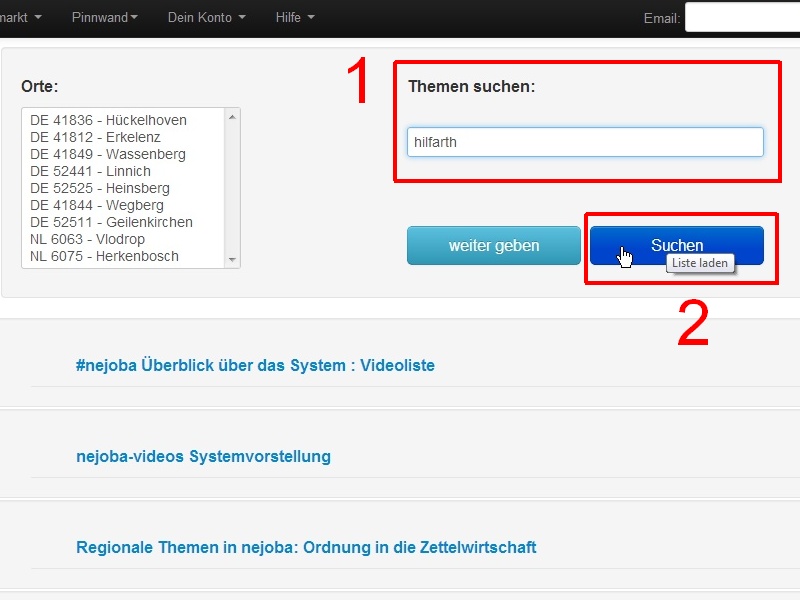 markt Pinnwand Dein Konto Hilfe Email:
1
Orte:
Themen suchen:
DE 41836 - Hückelhoven
DE 41812 - Erkelenz
DE 41849 - Wassenberg
DE 52441 - Linnich
DE 52525 - Heinsberg
DE 41844 - Wegberg
DE 52511 - Geilenkirchen
NL 6063 - Vlodrop
NL 6075 - Herkenbosch
hilfarth
weiter geben
Suchen
Liste laden
2
#nejoba Überblick über das System : Videoliste
nejoba-videos Systemvorstellung
Regionale Themen in nejoba: Ordnung in die Zettelwirtschaft